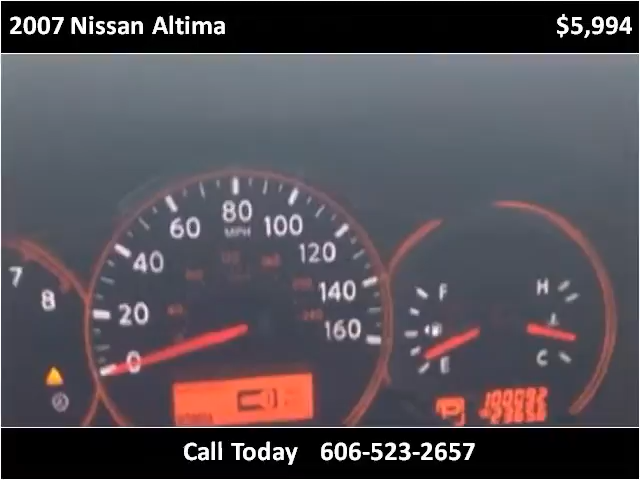 2007 Nissan Altima $5,994
80
60 MPH 100
40 120
7 8 20 140
0 160
F H
E C
P
Call Today 606-523-2657